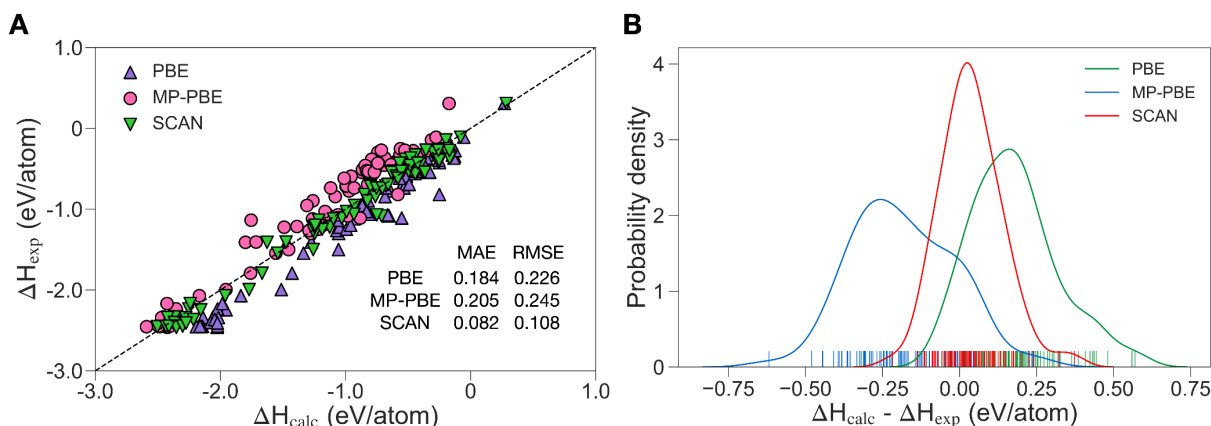 A
B
ΔHexp (eV/atom)
1.0
0
-1.0
-2.0
-3.0
PBE
MP-PBE
SCAN
MAE RMSE
PBE 0.184 0.226
MP-PBE 0.205 0.245
SCAN 0.082 0.108
-3.0 -2.0 -1.0 0 1.0
ΔHcalc (eV/atom)
Probability density
4
3
2
1
0
PBE
MP-PBE
SCAN
−0.75 −0.50 −0.25 0.00 0.25 0.50 0.75
ΔHcalc - ΔHexp (eV/atom)